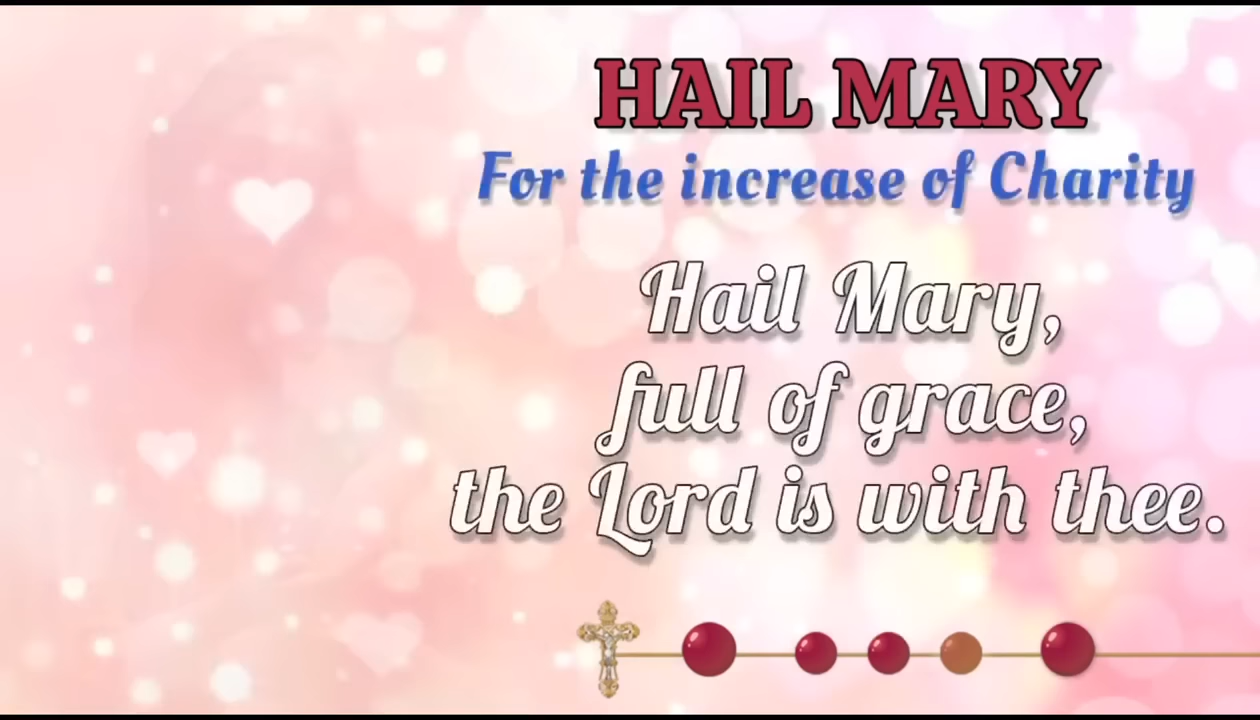 HAIL MARY
For the increase of Charity
Hail Mary,
full of grace,
the Lord is with thee.